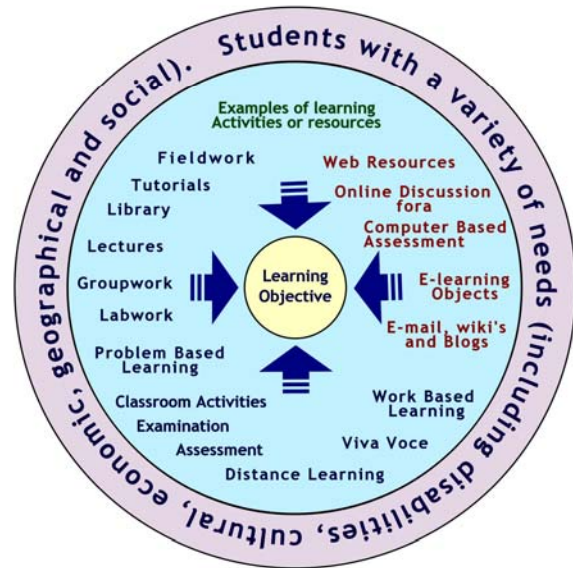 Students with a variety of needs (including disabilities, cultural, economic, geographical and social).
Examples of learning
Activities or resources
Fieldwork
Tutorials
Library
Lectures
Groupwork
Labwork
Problem Based
Learning
Classroom Activities
Examination
Assessment
Distance Learning
Viva Voce
Work Based
Learning
Web Resources
Online Discussion
fora
Computer Based
Assessment
E-learning
Objects
E-mail, wiki's
and Blogs
Learning
Objective